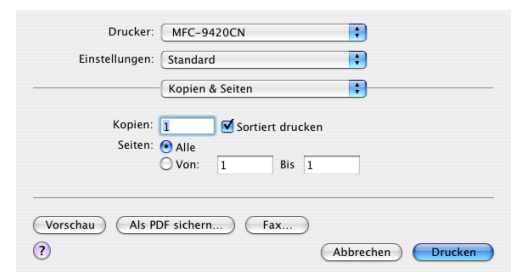 Drucker: MFC-9420CN
Einstellungen: Standard
Kopien & Seiten
Kopien: 1 Sortiert drucken
Seiten: Alle
Von: 1 Bis 1
Vorschau Als PDF sichern... Fax...
? Abbrechen Drucken